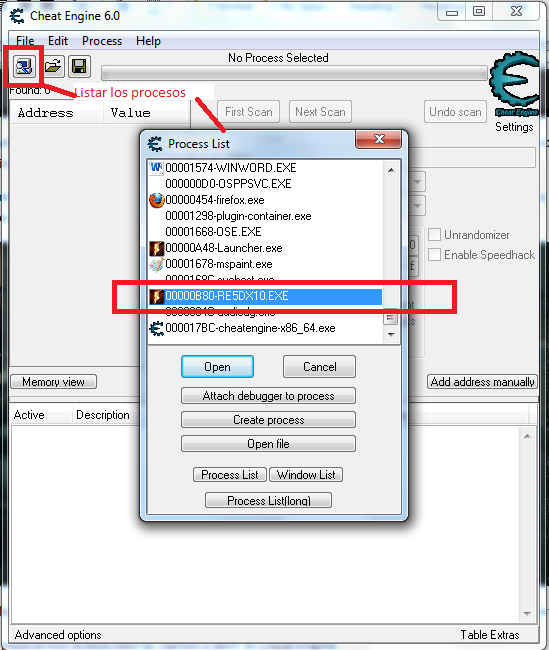 Cheat Engine 6.0
File Edit Process Help
No Process Selected
Found: 0
Listar los procesos
Address Value
First Scan Next Scan Undo scan
Cheat Engine
Settings
Process List
00001574-WINWORD.EXE
000000D0-OSPPSVC.EXE
00000454-firefox.exe
00001298-plugin-container.exe
00001668-OSE.EXE
00000A48-Launcher.exe
00001678-mspaint.exe
00000B80-RE5DX10.EXE
000017BC-cheatengine-x86_64.exe
Unrandomizer
Enable Speedhack
Open Cancel
Memory view
Add address manually
Attach debugger to process
Active Description
Create process
Open file
Process List Window List
Process List(long)
Advanced options
Table Extras